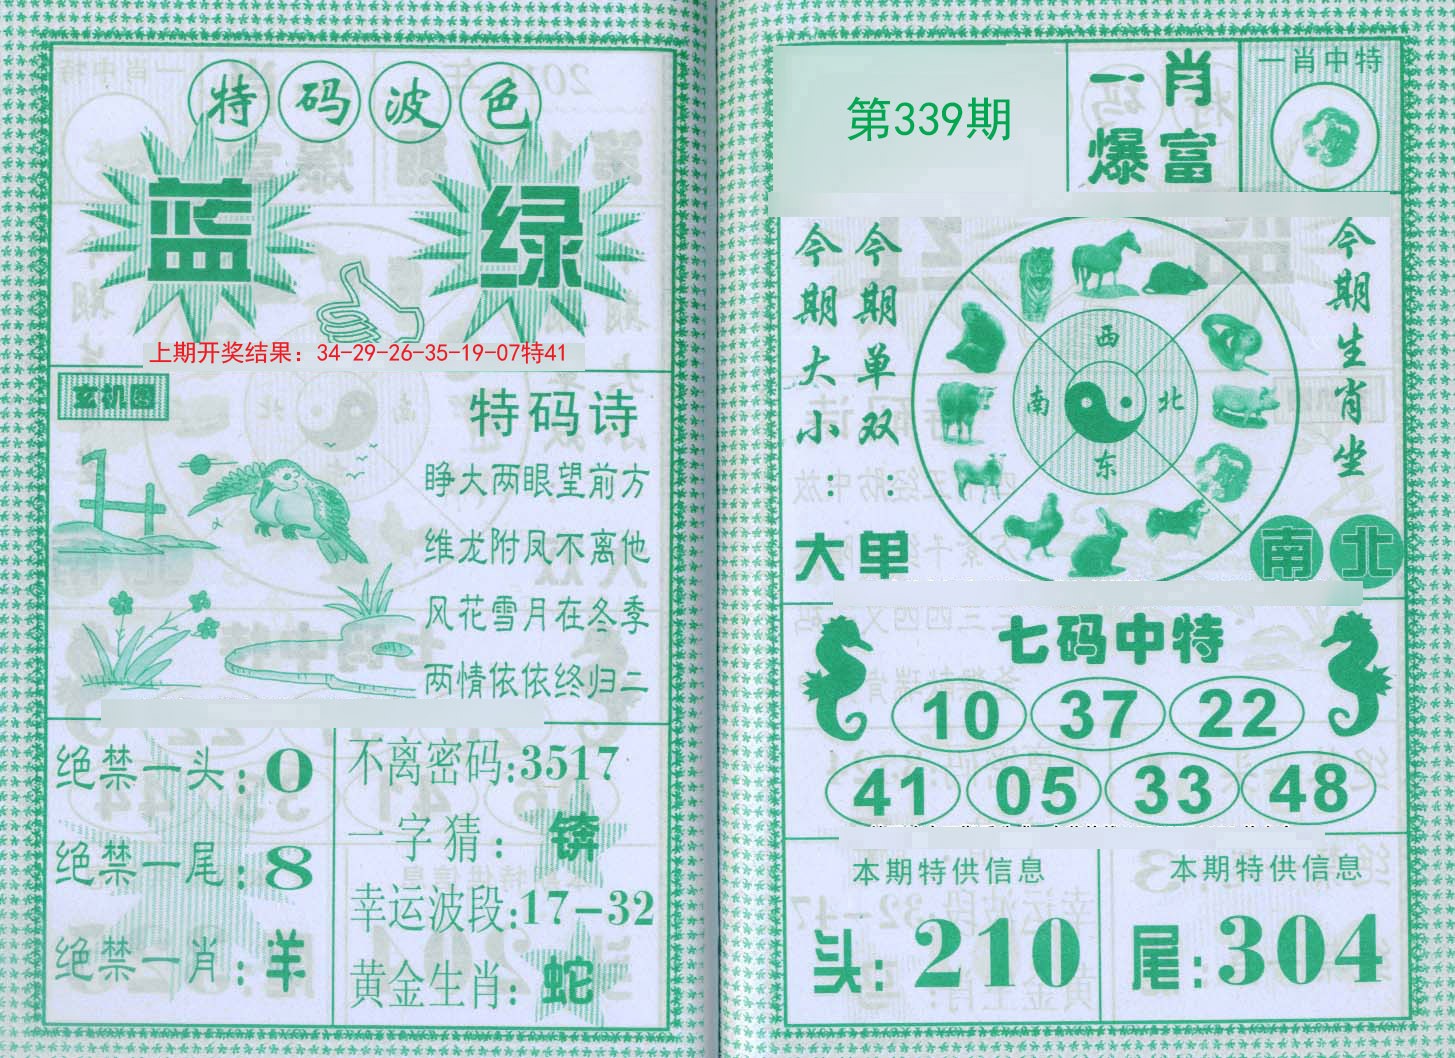 特码波色
蓝 绿
上期开奖结果：34-29-26-35-19-07特41
玄机图
特码诗
睁大两眼望前方
维龙附凤不离他
风花雪月在冬季
两情依依终归二
绝禁一头：0
绝禁一尾：8
绝禁一肖：羊
不离密码：3517
一字猜：锛
幸运波段：17-32
黄金生肖：蛇
第339期
一肖
爆富
一肖中特
今期大小：大
今期单双：单
西
南 北
东
今期生肖坐
南 北
七码中特
10 37 22
41 05 33 48
本期特供信息
头：210
本期特供信息
尾：304